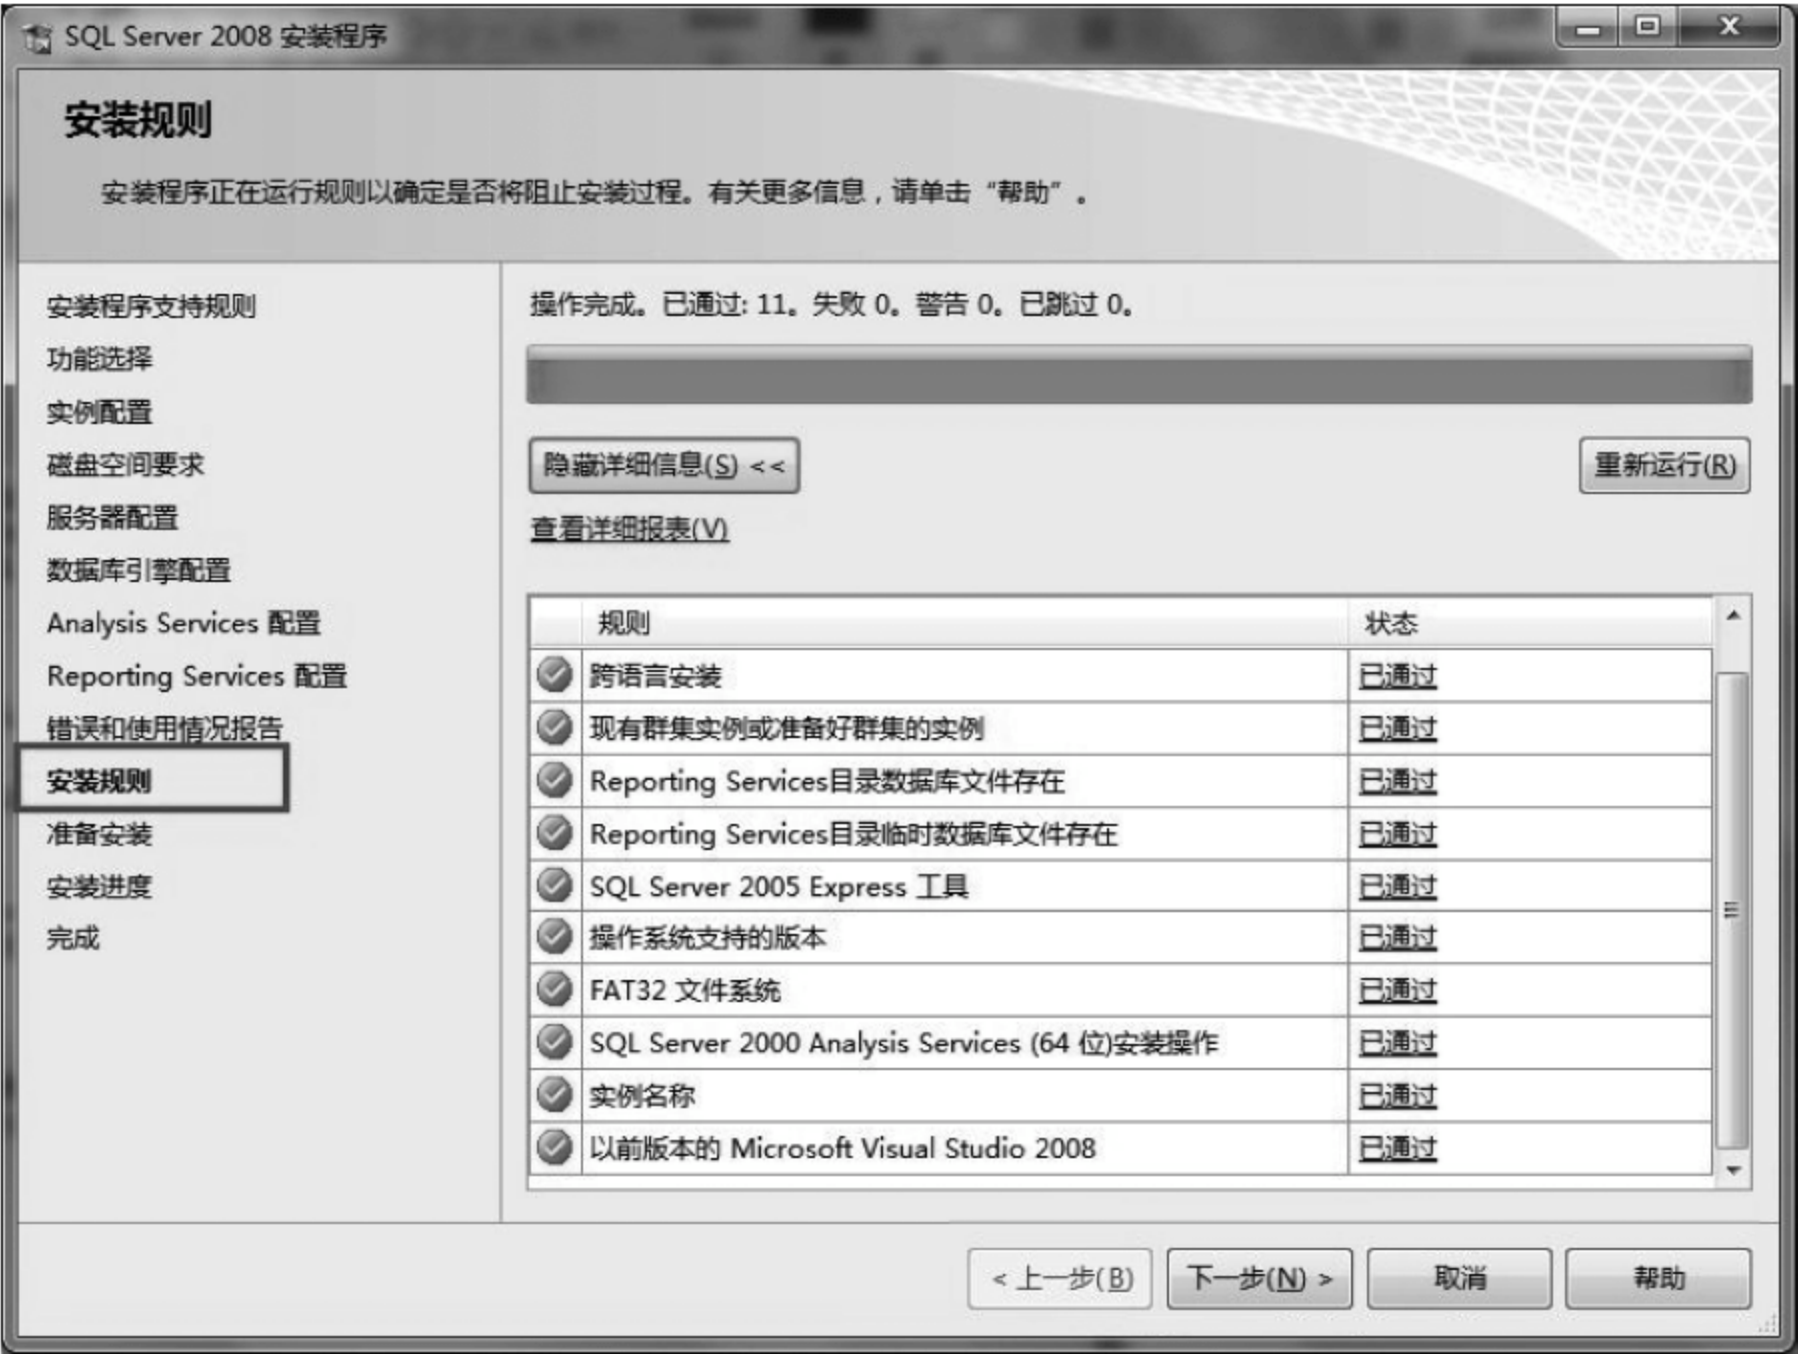 SQL Server 2008 安装程序
安装规则
安装程序正在运行规则以确定是否将阻止安装过程。有关更多信息，请单击“帮助”。
安装程序支持规则
功能选择
实例配置
磁盘空间要求
服务器配置
数据库引擎配置
Analysis Services 配置
Reporting Services 配置
错误和使用情况报告
安装规则
准备安装
安装进度
完成
操作完成。已通过: 11。失败 0。警告 0。已跳过 0。
隐藏详细信息(S) <<
重新运行(R)
查看详细报表(V)
规则 状态
跨语言安装 已通过
现有群集实例或准备好群集的实例 已通过
Reporting Services目录数据库文件存在 已通过
Reporting Services目录临时数据库文件存在 已通过
SQL Server 2005 Express 工具 已通过
操作系统支持的版本 已通过
FAT32 文件系统 已通过
SQL Server 2000 Analysis Services (64 位)安装操作 已通过
实例名称 已通过
以前版本的 Microsoft Visual Studio 2008 已通过
< 上一步(B) 下一步(N) > 取消 帮助